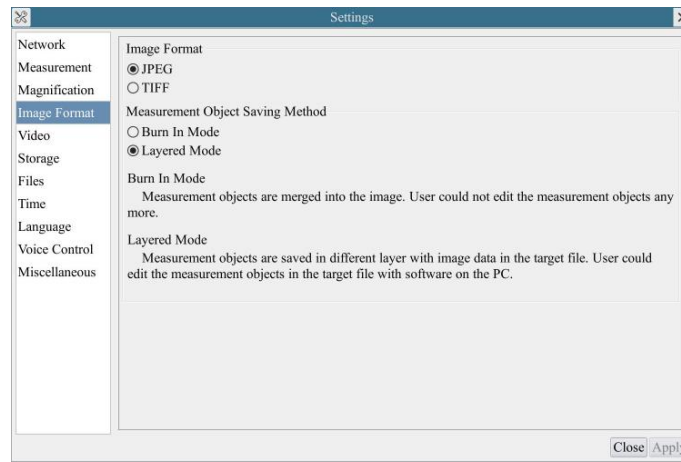 Settings
Network
Measurement
Magnification
Image Format
Video
Storage
Files
Time
Language
Voice Control
Miscellaneous
Image Format
JPEG
TIFF
Measurement Object Saving Method
Burn In Mode
Layered Mode
Burn In Mode
Measurement objects are merged into the image. User could not edit the measurement objects any
more.
Layered Mode
Measurement objects are saved in different layer with image data in the target file. User could
edit the measurement objects in the target file with software on the PC.
Close Apply